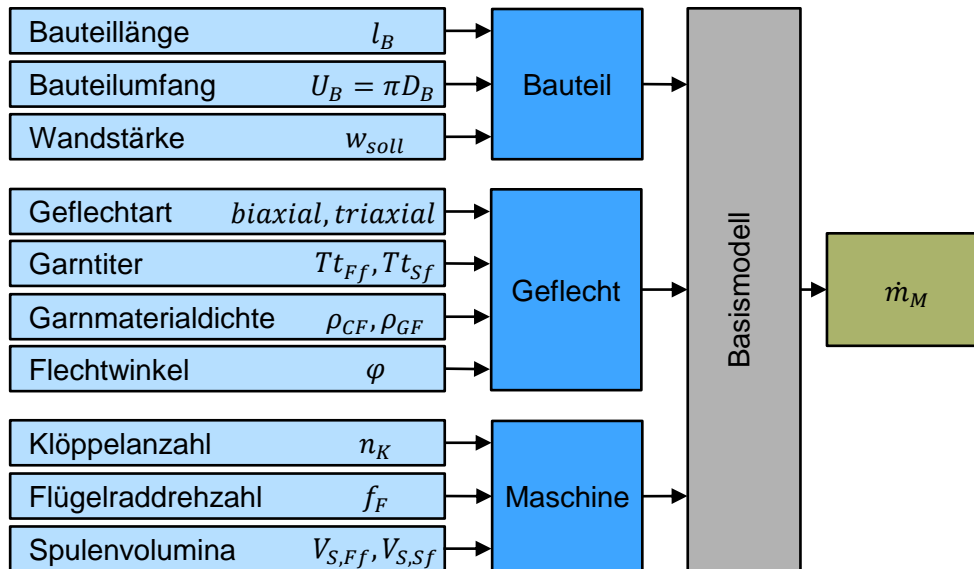 Bauteillänge l_B
Bauteilumfang U_B = πD_B
Wandstärke w_soll
Bauteil
Geflechtart biaxial, triaxial
Garntiter Tt_Ff, Tt_Sf
Garnmaterialdichte ρ_CF, ρ_GF
Flechtwinkel φ
Geflecht
Klöppelanzahl n_K
Flügelraddrehzahl f_F
Spulenvolumina V_S,Ff, V_S,Sf
Maschine
Basismodell
ṁ_M